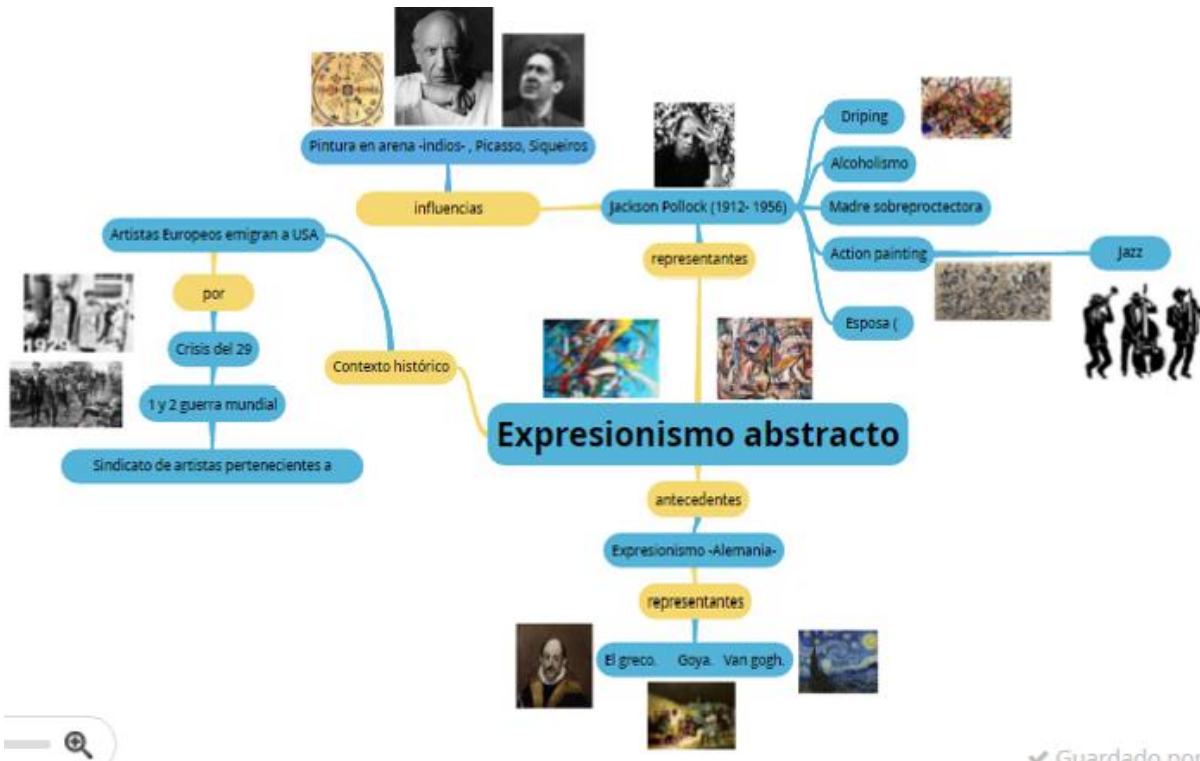 Pintura en arena -indios- , Picasso, Siqueiros
influencias
Jackson Pollock (1912- 1956)
Driping
Alcoholismo
Madre sobreproctectora
Action painting
Jazz
Esposa (
representantes
Artistas Europeos emigran a USA
por
1929
Crisis del 29
1 y 2 guerra mundial
Sindicato de artistas pertenecientes a
Contexto histórico
Expresionismo abstracto
antecedentes
Expresionismo -Alemania-
representantes
El greco. Goya. Van gogh.
Guardado por